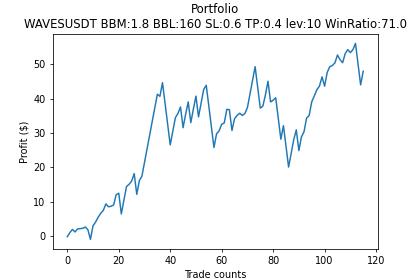 Portfolio
WAVESUSDT BBM:1.8 BBL:160 SL:0.6 TP:0.4 lev:10 WinRatio:71.0
Profit ($)
50
40
30
20
10
0
0 20 40 60 80 100 120
Trade counts